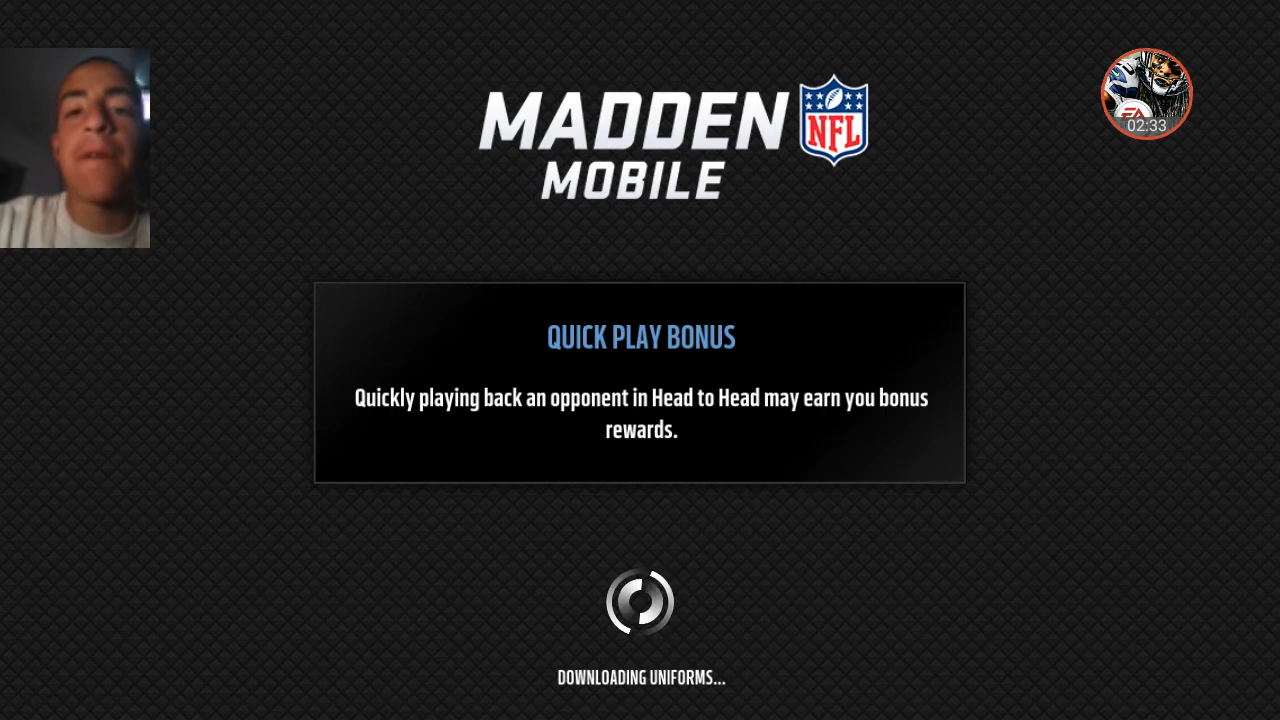 MADDEN NFL
MOBILE
EA
02:33
QUICK PLAY BONUS
Quickly playing back an opponent in Head to Head may earn you bonus
rewards.
DOWNLOADING UNIFORMS...